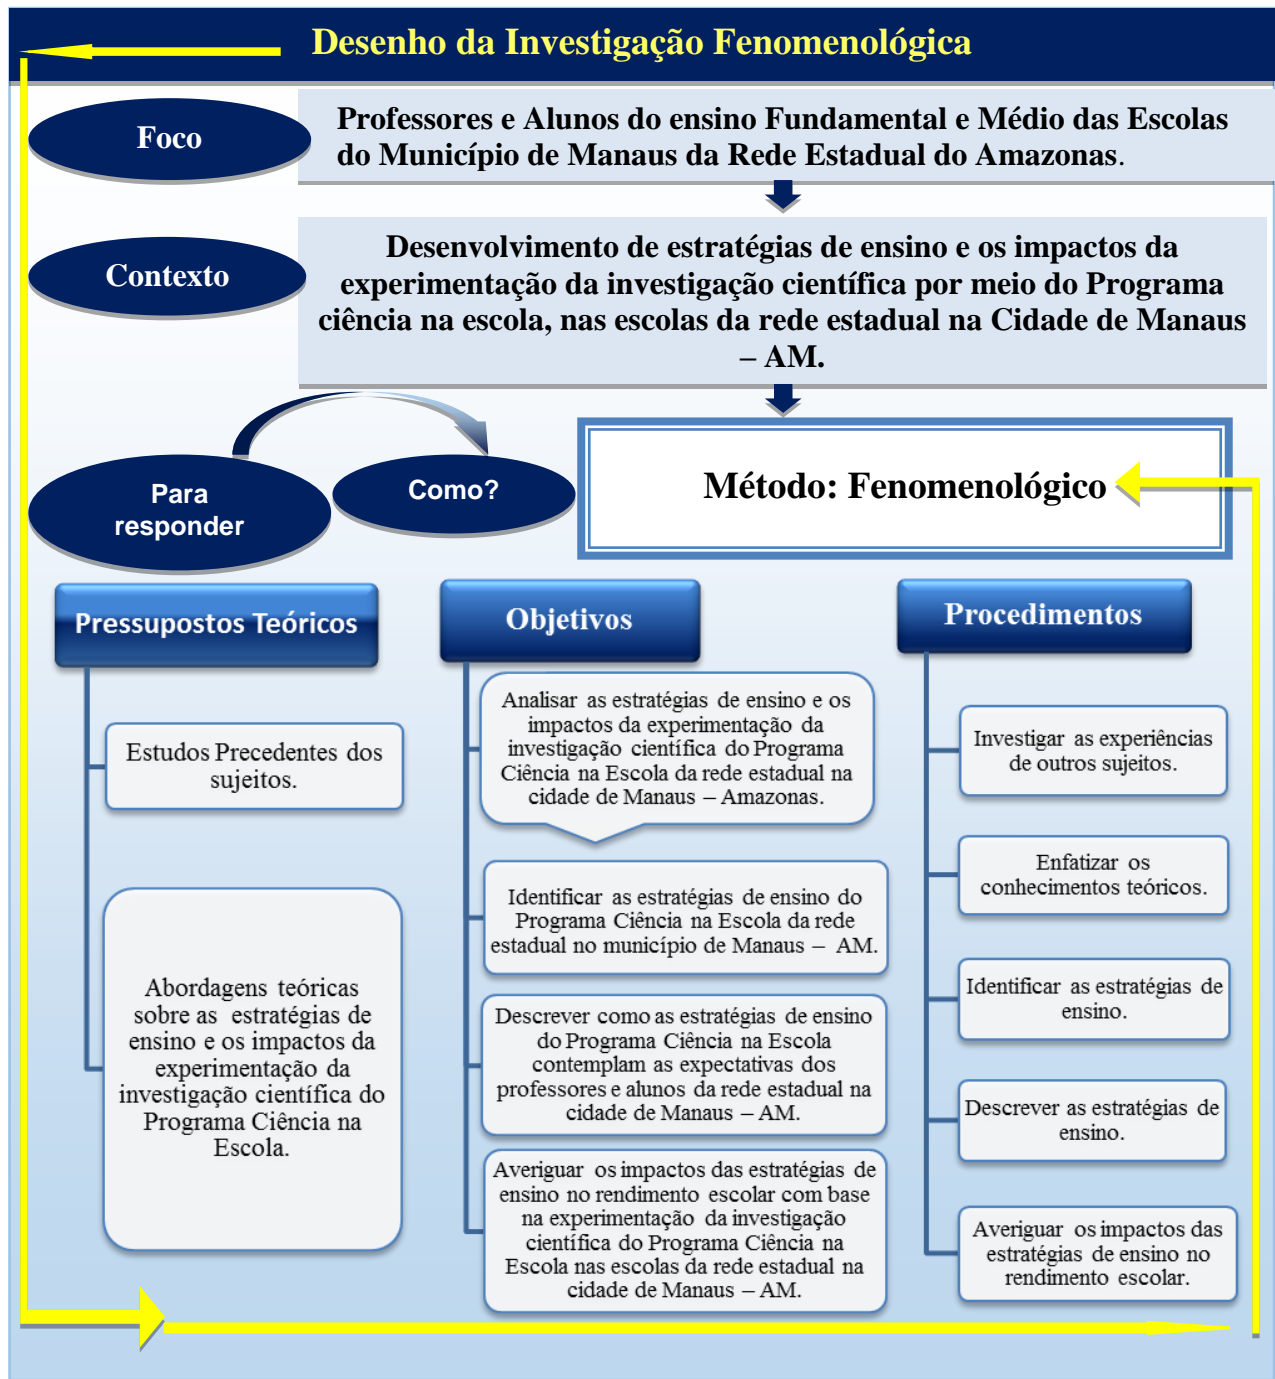 Desenho da Investigação Fenomenológica
Foco
Professores e Alunos do ensino Fundamental e Médio das Escolas
do Município de Manaus da Rede Estadual do Amazonas.
Contexto
Desenvolvimento de estratégias de ensino e os impactos da
experimentação da investigação científica por meio do Programa
ciência na escola, nas escolas da rede estadual na Cidade de Manaus
– AM.
Para
responder
Como?
Método: Fenomenológico
Pressupostos Teóricos
Estudos Precedentes dos
sujeitos.
Abordagens teóricas
sobre as estratégias de
ensino e os impactos da
experimentação da
investigação científica do
Programa Ciência na
Escola.
Objetivos
Analisar as estratégias de ensino e os
impactos da experimentação da
investigação científica do Programa
Ciência na Escola da rede estadual na
cidade de Manaus – Amazonas.
Identificar as estratégias de ensino do
Programa Ciência na Escola da rede
estadual no município de Manaus – AM.
Descrever como as estratégias de ensino
do Programa Ciência na Escola
contemplam as expectativas dos
professores e alunos da rede estadual na
cidade de Manaus – AM.
Averiguar os impactos das estratégias de
ensino no rendimento escolar com base
na experimentação da investigação
científica do Programa Ciência na
Escola nas escolas da rede estadual na
cidade de Manaus – AM.
Procedimentos
Investigar as experiências
de outros sujeitos.
Enfatizar os
conhecimentos teóricos.
Identificar as estratégias de
ensino.
Descrever as estratégias de
ensino.
Averiguar os impactos das
estratégias de ensino no
rendimento escolar.